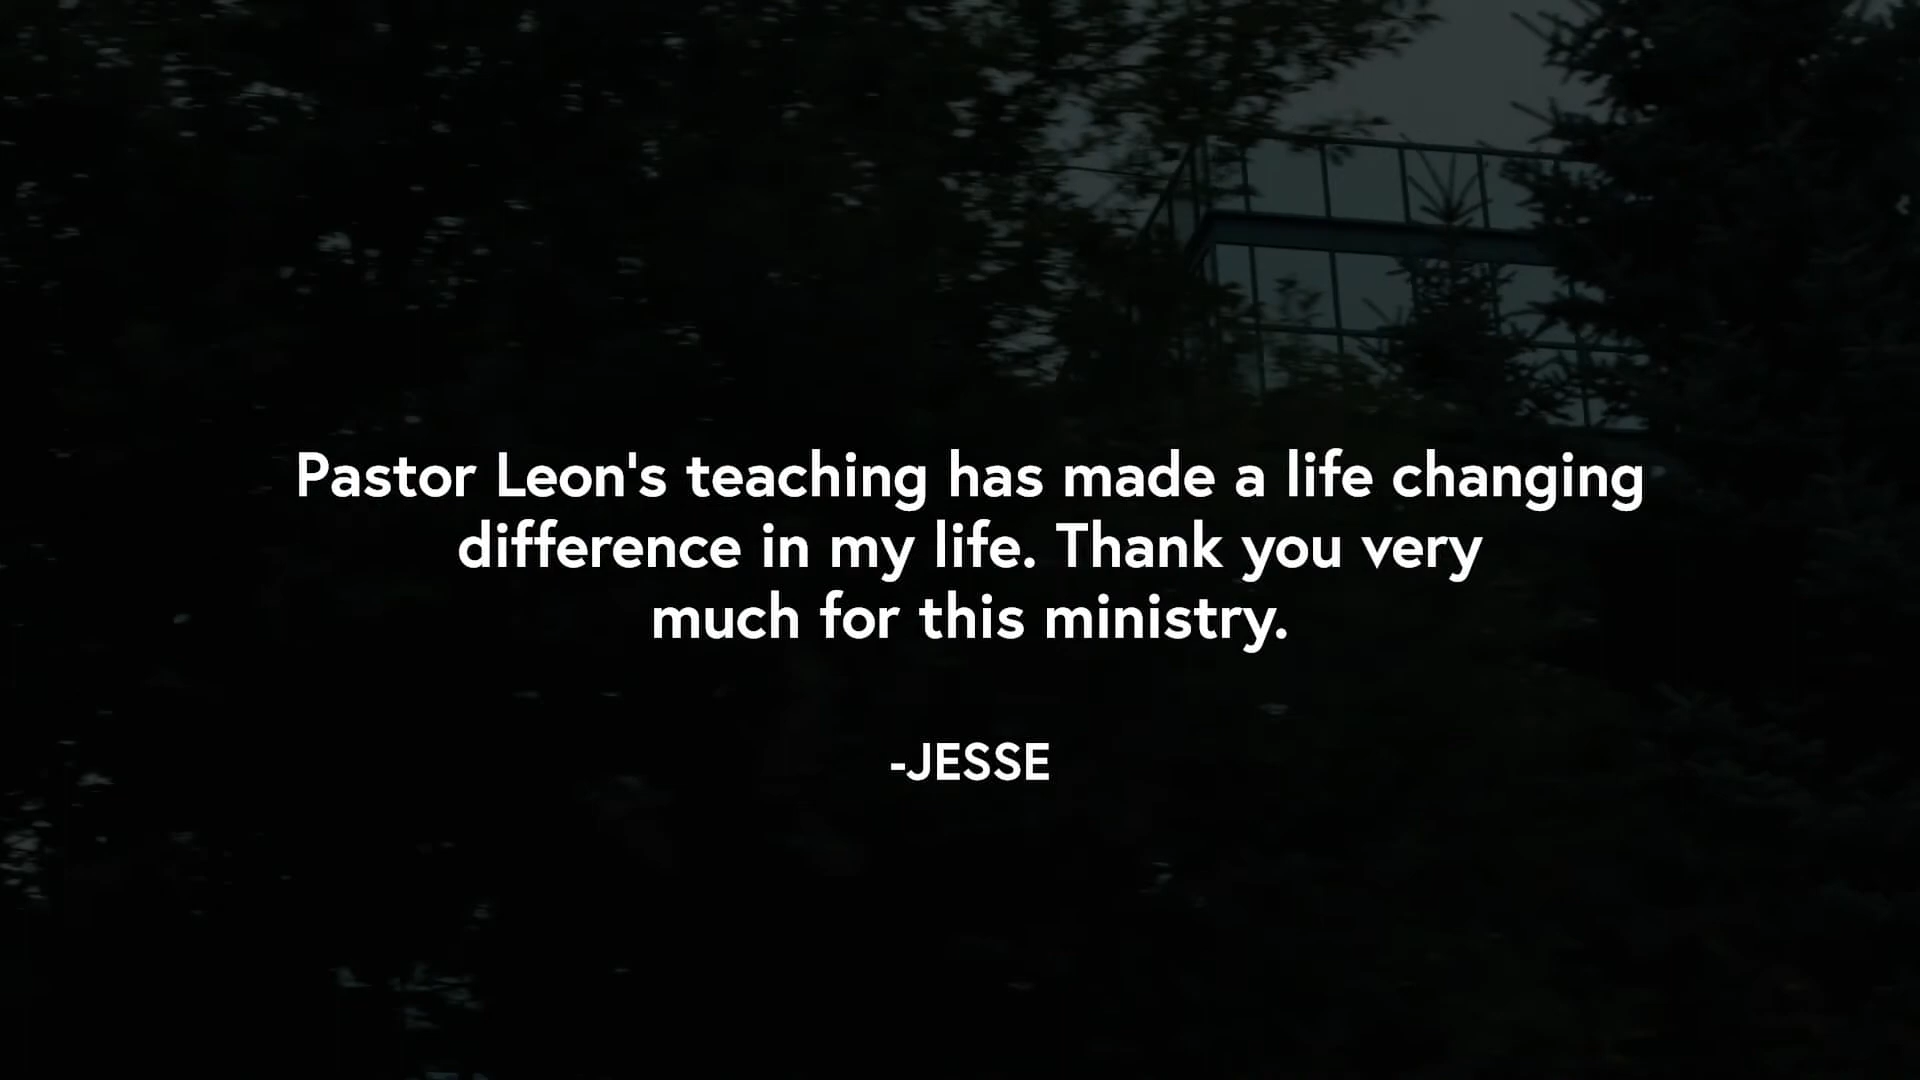 Pastor Leon's teaching has made a life changing
difference in my life. Thank you very
much for this ministry.
-JESSE